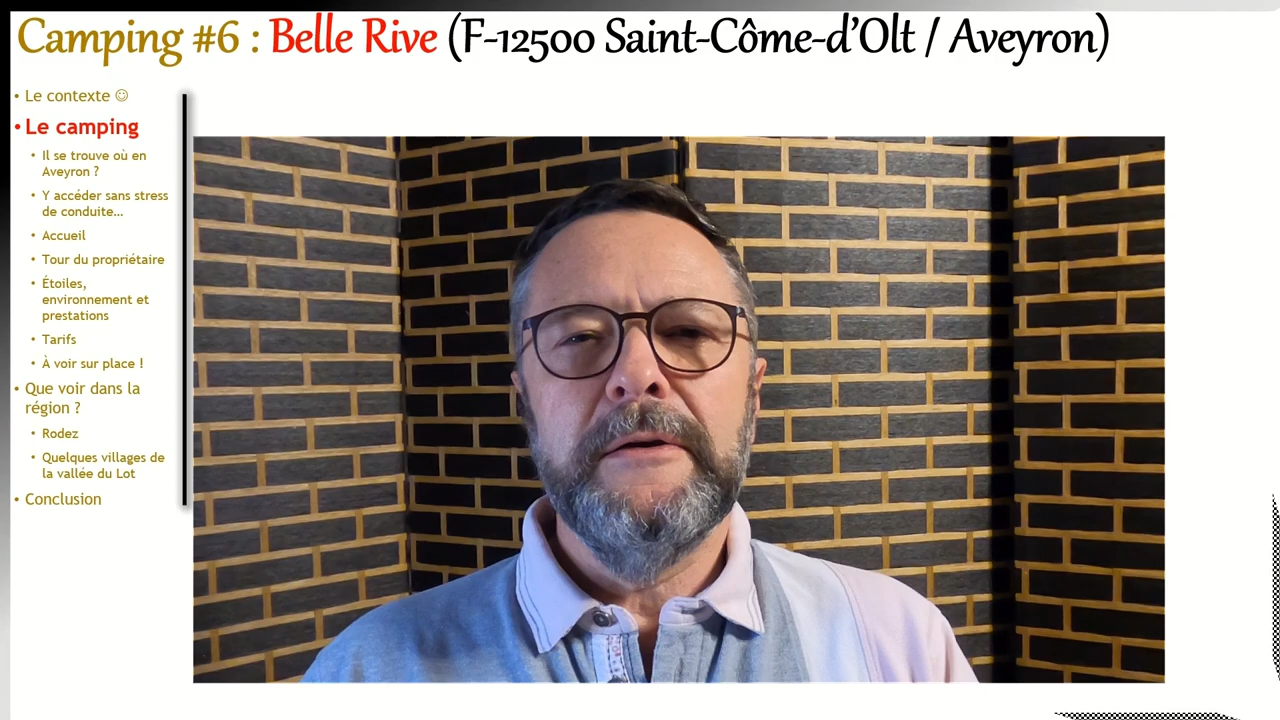 Camping #6 : Belle Rive (F-12500 Saint-Côme-d’Olt / Aveyron)
• Le contexte ☺
• Le camping
• Il se trouve où en
Aveyron ?
• Y accéder sans stress
de conduite…
• Accueil
• Tour du propriétaire
• Étoiles,
environnement et
prestations
• Tarifs
• À voir sur place !
• Que voir dans la
région ?
• Rodez
• Quelques villages de
la vallée du Lot
• Conclusion